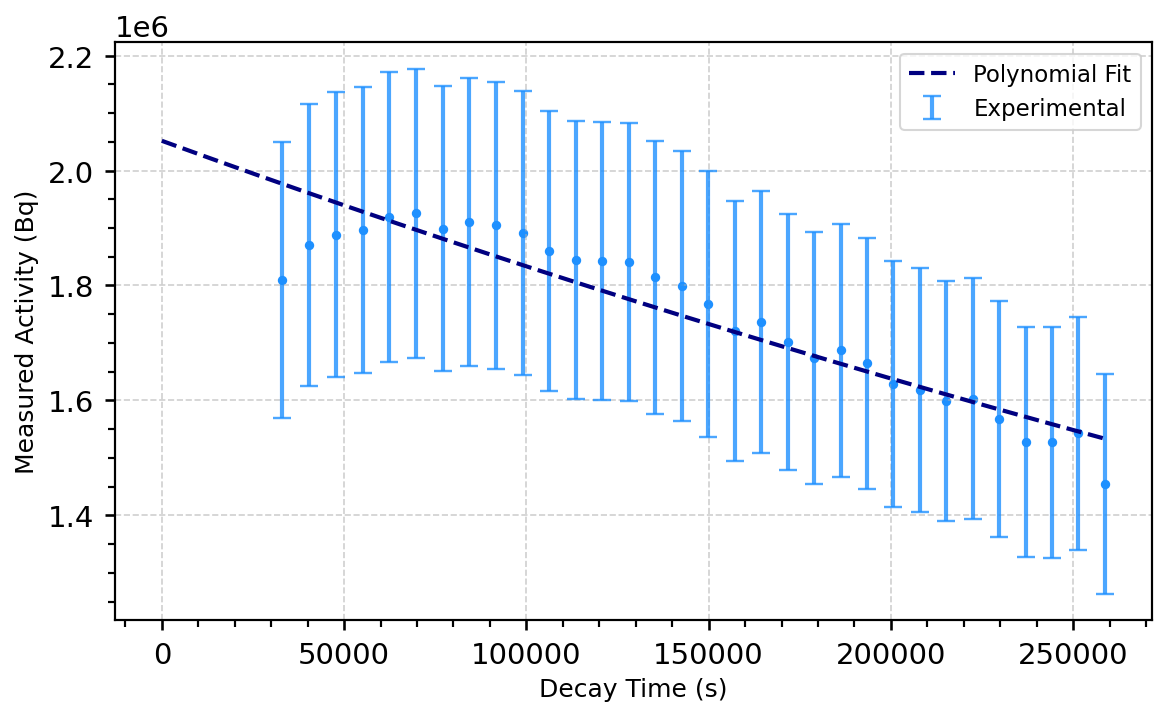 1e6
2.2
2.0
1.8
1.6
1.4
Measured Activity (Bq)
Polynomial Fit
Experimental
0 50000 100000 150000 200000 250000
Decay Time (s)